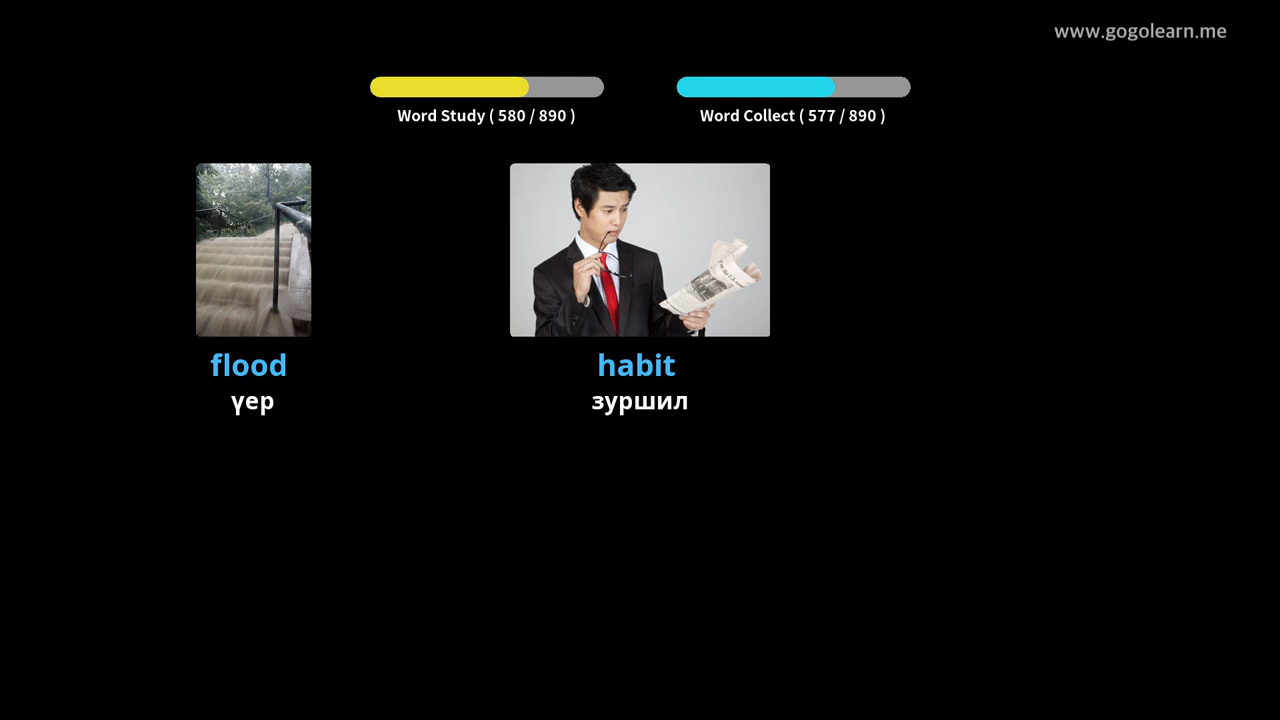 www.gogolearn.me
Word Study ( 580 / 890 )
Word Collect ( 577 / 890 )
flood
үер
habit
зуршил